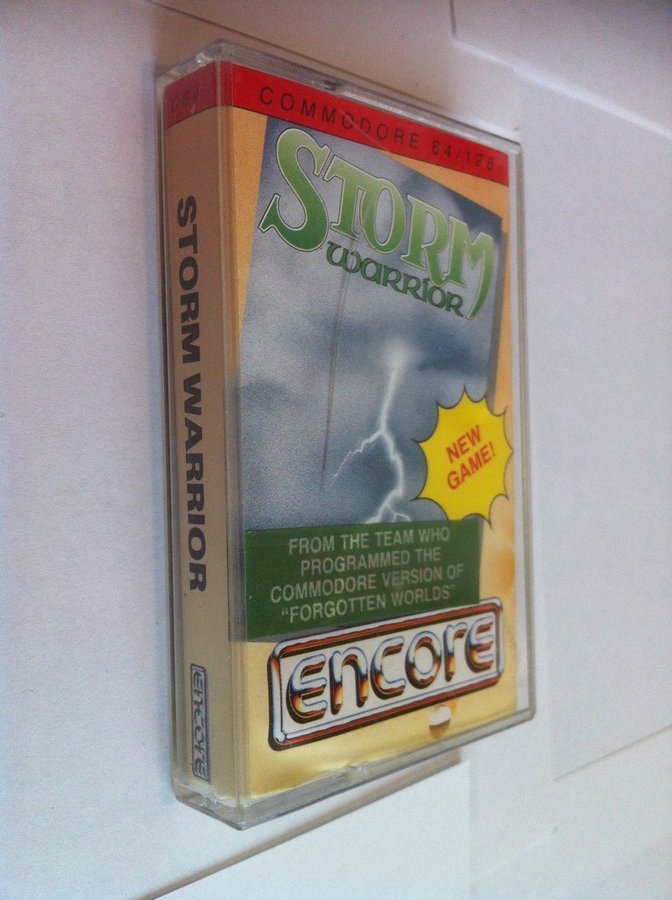 C64
STORM WARRIOR
encore
COMMODORE 64/128
STORM
WARRIOR
NEW
GAME!
FROM THE TEAM WHO
PROGRAMMED THE
COMMODORE VERSION OF
"FORGOTTEN WORLDS"
encore